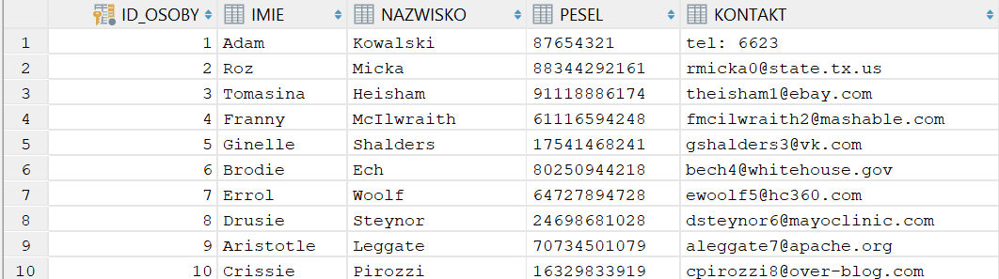 ID_OSOBY IMIE NAZWISKO PESEL KONTAKT
1 1 Adam Kowalski 87654321 tel: 6623
2 2 Roz Micka 88344292161 rmicka0@state.tx.us
3 3 Tomasina Heisham 91118886174 theisham1@ebay.com
4 4 Franny McIlwraith 61116594248 fmcilwraith2@mashable.com
5 5 Ginelle Shalders 17541468241 gshalders3@vk.com
6 6 Brodie Ech 80250944218 bech4@whitehouse.gov
7 7 Errol Woolf 64727894728 ewoolf5@hc360.com
8 8 Drusie Steynor 24698681028 dsteynor6@mayoclinic.com
9 9 Aristotle Leggate 70734501079 aleggate7@apache.org
10 10 Crissie Pirozzi 16329833919 cpirozzi8@over-blog.com